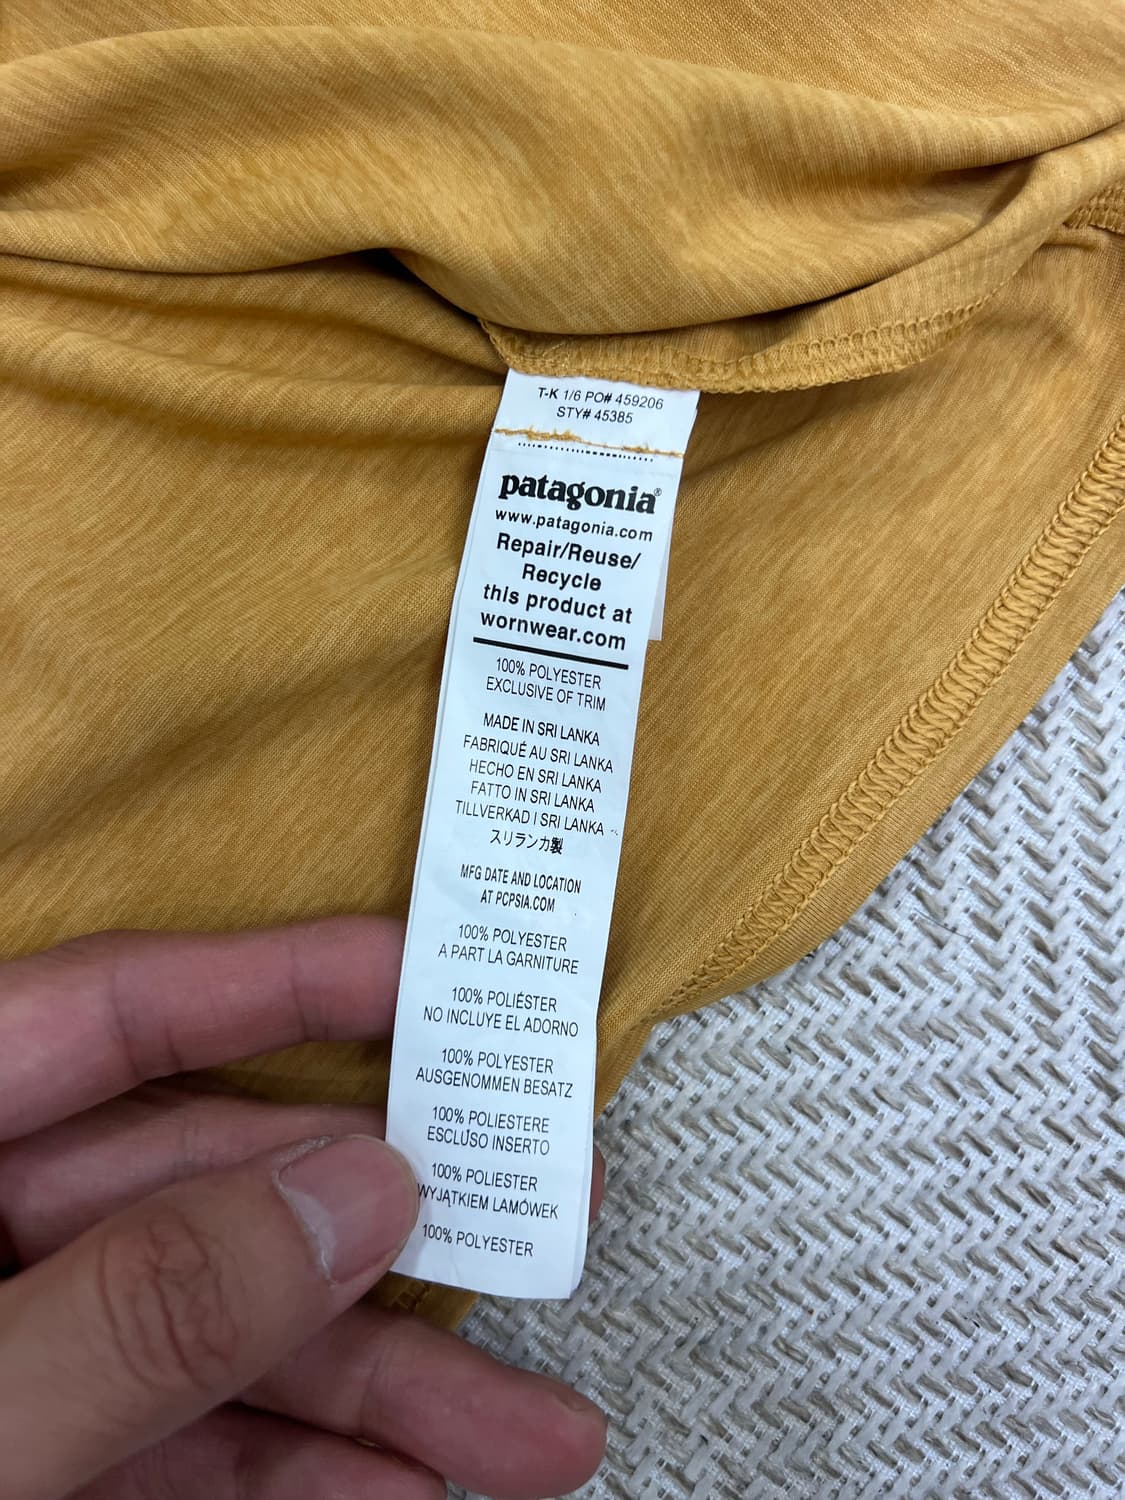 T-K 1/6 PO# 459206
STY# 45385
patagonia®
www.patagonia.com
Repair/Reuse/
Recycle
this product at
wornwear.com
100% POLYESTER
EXCLUSIVE OF TRIM
MADE IN SRI LANKA
FABRIQUÉ AU SRI LANKA
HECHO EN SRI LANKA
FATTO IN SRI LANKA
TILLVERKAD I SRI LANKA
スリランカ製
MFG DATE AND LOCATION
AT PCPSIA.COM
100% POLYESTER
A PART LA GARNITURE
100% POLIÉSTER
NO INCLUYE EL ADORNO
100% POLYESTER
AUSGENOMMEN BESATZ
100% POLIESTERE
ESCLUSO INSERTO
100% POLIESTER
WYJĄTKIEM LAMÓWEK
100% POLYESTER